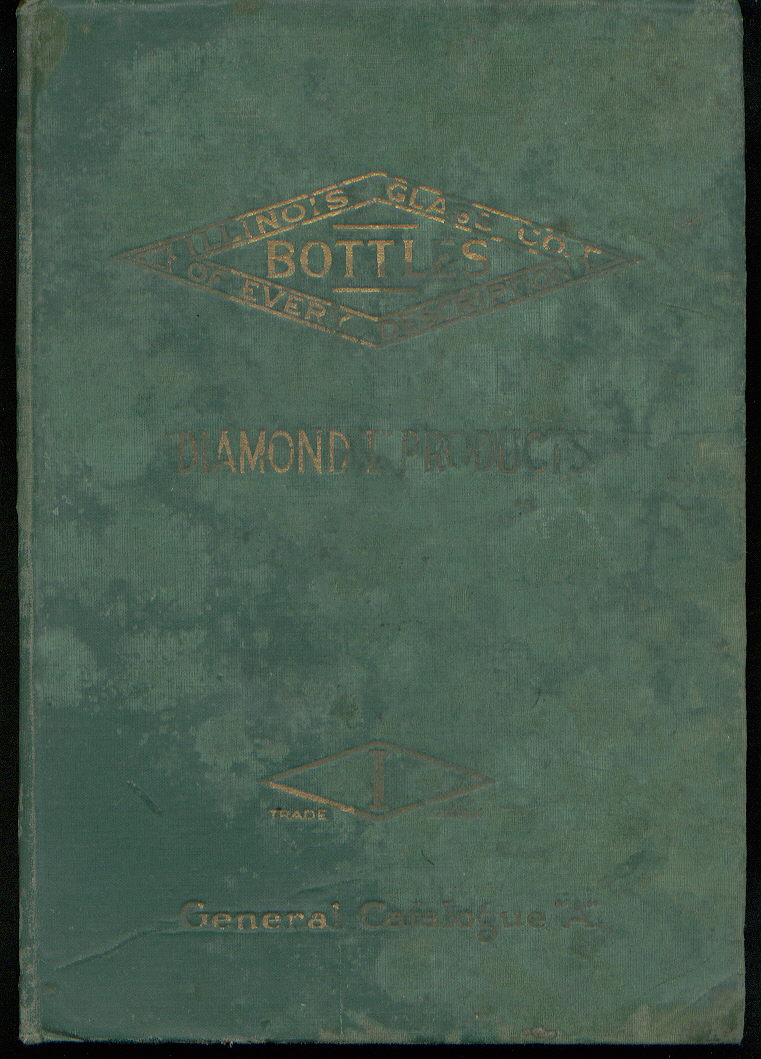 ILLINOIS GLASS CO.
BOTTLES
OF EVERY DESCRIPTION
"DIAMOND I" PRODUCTS
I
TRADE
General Catalogue "A"